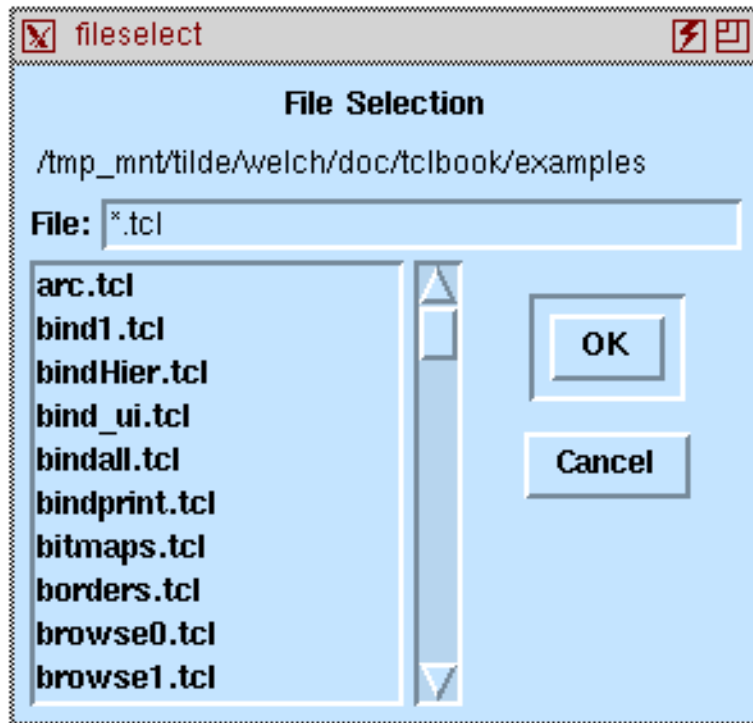 fileselect
File Selection
/tmp_mnt/tilde/welch/doc/tclbook/examples
File: *.tcl
arc.tcl
bind1.tcl
bindHier.tcl
bind_ui.tcl
bindall.tcl
bindprint.tcl
bitmaps.tcl
borders.tcl
browse0.tcl
browse1.tcl
OK
Cancel